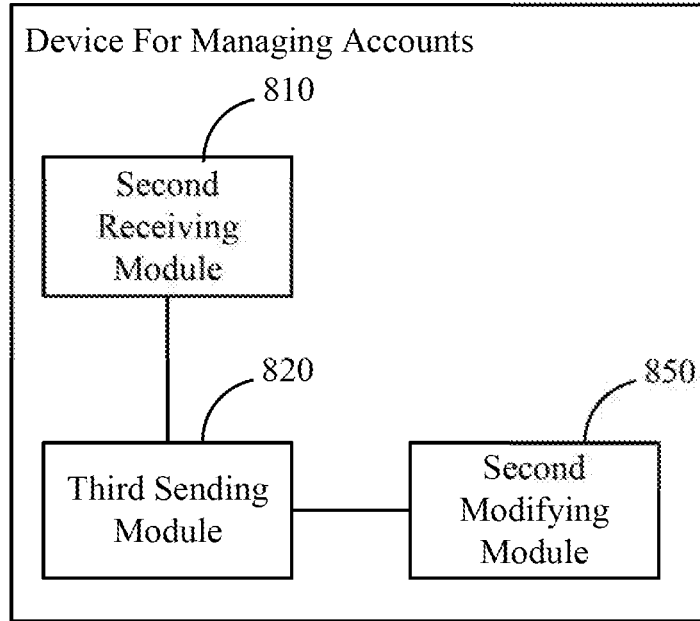 Device For Managing Accounts
810
Second
Receiving
Module
820
850
Third Sending
Module
Second
Modifying
Module